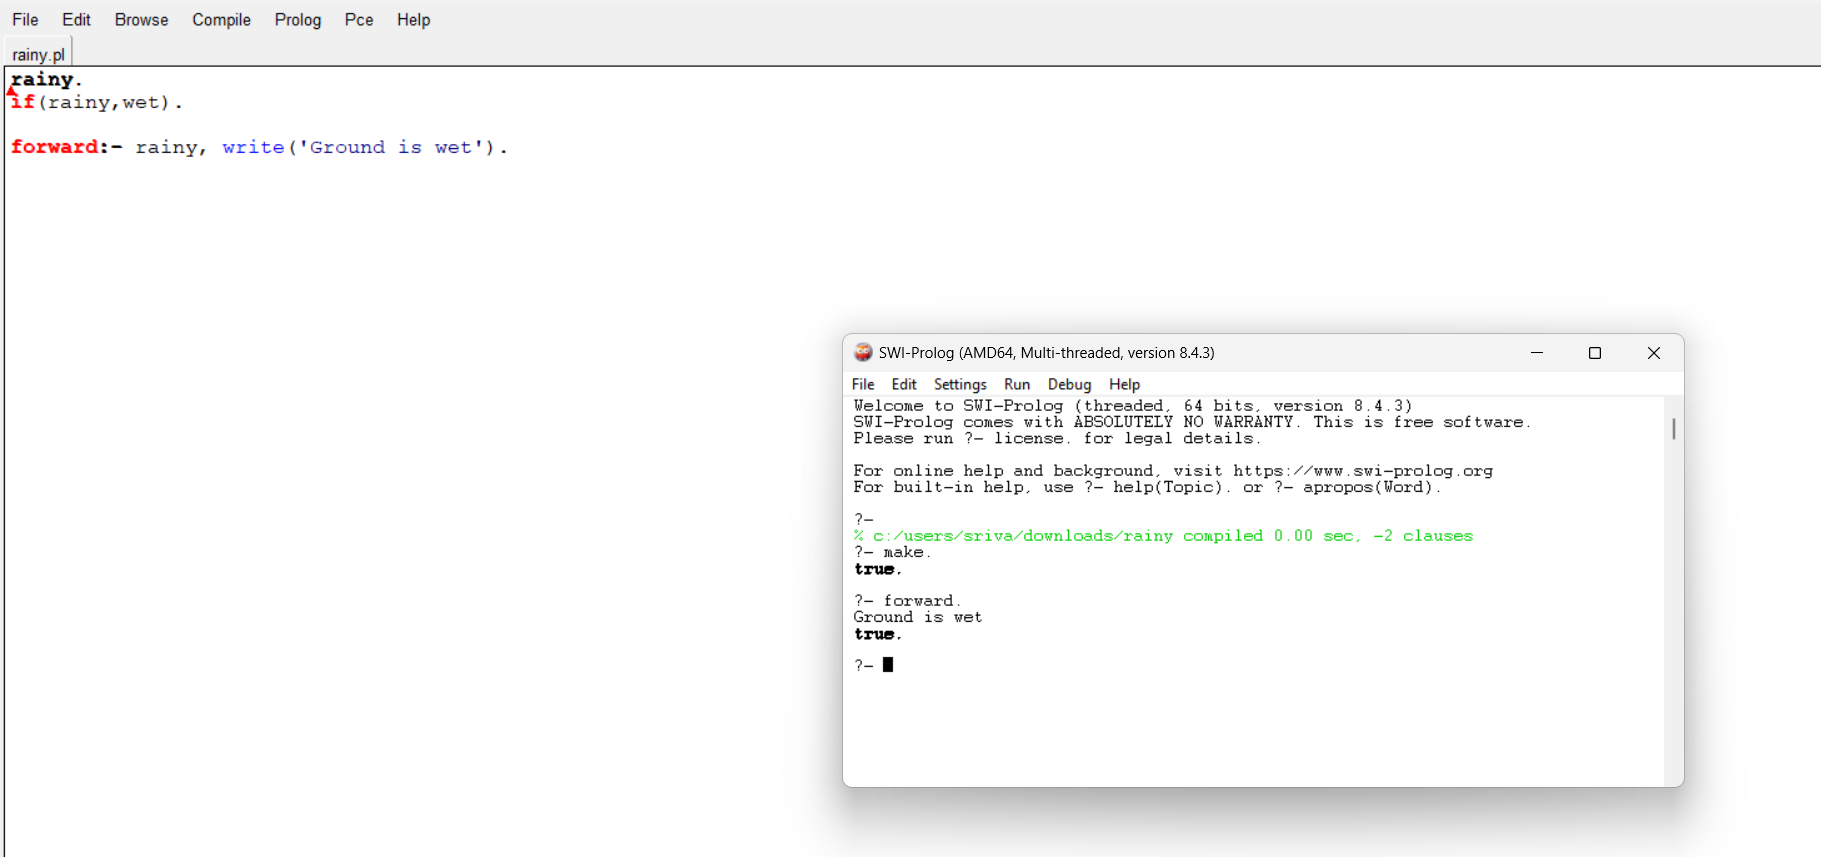 File Edit Browse Compile Prolog Pce Help
rainy.pl
rainy.
if(rainy,wet).
forward:- rainy, write('Ground is wet').
SWI-Prolog (AMD64, Multi-threaded, version 8.4.3)
File Edit Settings Run Debug Help
Welcome to SWI-Prolog (threaded, 64 bits, version 8.4.3)
SWI-Prolog comes with ABSOLUTELY NO WARRANTY. This is free software.
Please run ?- license. for legal details.
For online help and background, visit https://www.swi-prolog.org
For built-in help, use ?- help(Topic). or ?- apropos(Word).
?-
% c:/users/sriva/downloads/rainy compiled 0.00 sec, -2 clauses
?- make.
true.
?- forward.
Ground is wet
true.
?-